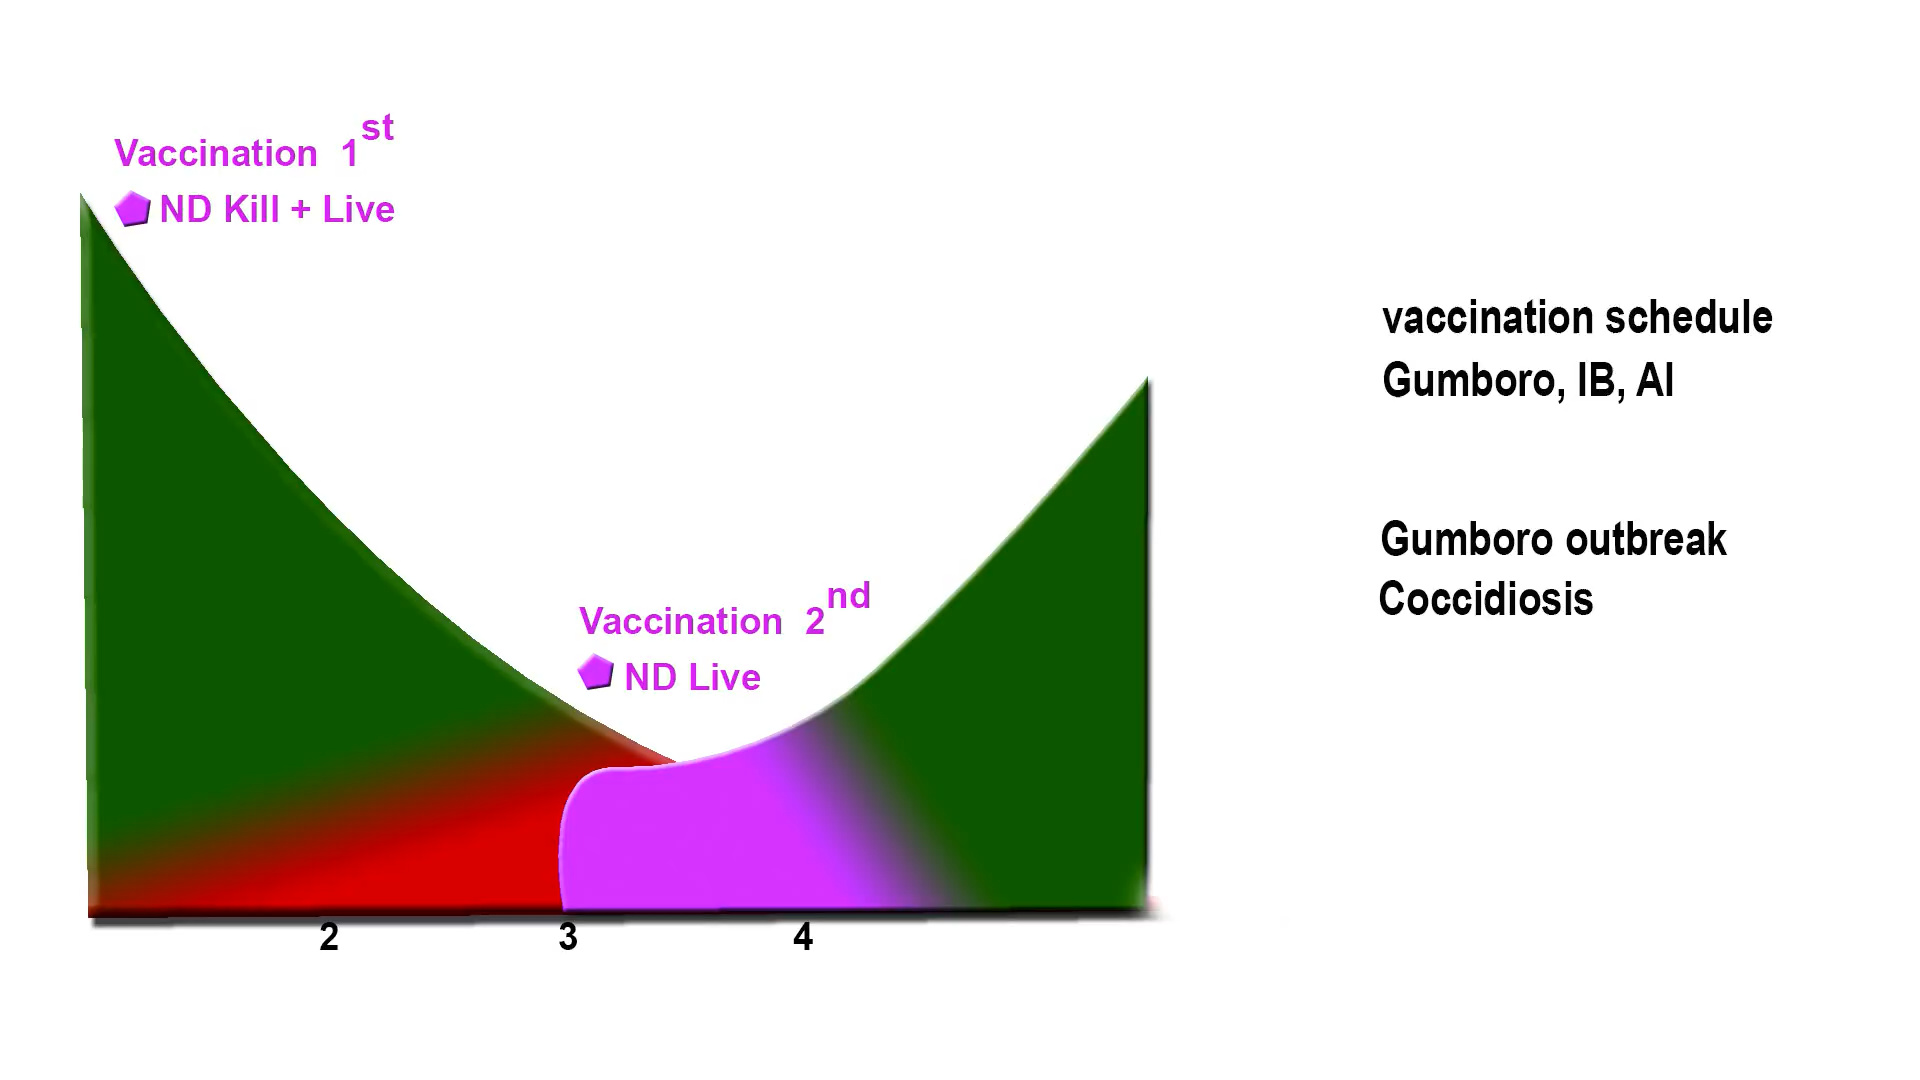 Vaccination 1st
ND Kill + Live
vaccination schedule
Gumboro, IB, AI
Gumboro outbreak
Coccidiosis
Vaccination 2nd
ND Live
2 3 4